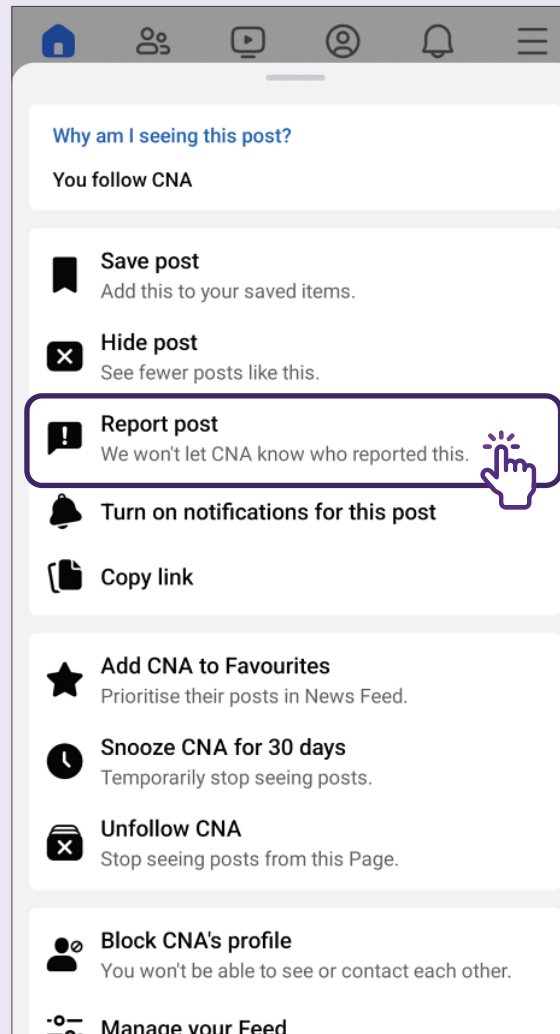 Why am I seeing this post?
You follow CNA
Save post
Add this to your saved items.
Hide post
See fewer posts like this.
Report post
We won't let CNA know who reported this.
Turn on notifications for this post
Copy link
Add CNA to Favourites
Prioritise their posts in News Feed.
Snooze CNA for 30 days
Temporarily stop seeing posts.
Unfollow CNA
Stop seeing posts from this Page.
Block CNA's profile
You won't be able to see or contact each other.
Manage your Feed